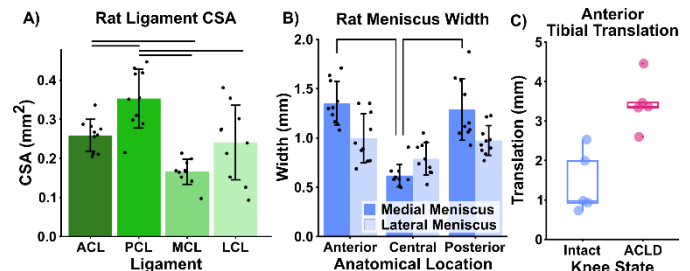 A)
Rat Ligament CSA
CSA (mm²)
0.4
0.3
0.2
0.1
0.0
ACL PCL MCL LCL
Ligament
B)
Rat Meniscus Width
Width (mm)
2.0
1.5
1.0
0.5
0.0
Medial Meniscus
Lateral Meniscus
Anterior Central Posterior
Anatomical Location
C)
Anterior
Tibial Translation
Translation (mm)
5
4
3
2
1
0
Intact ACLD
Knee State